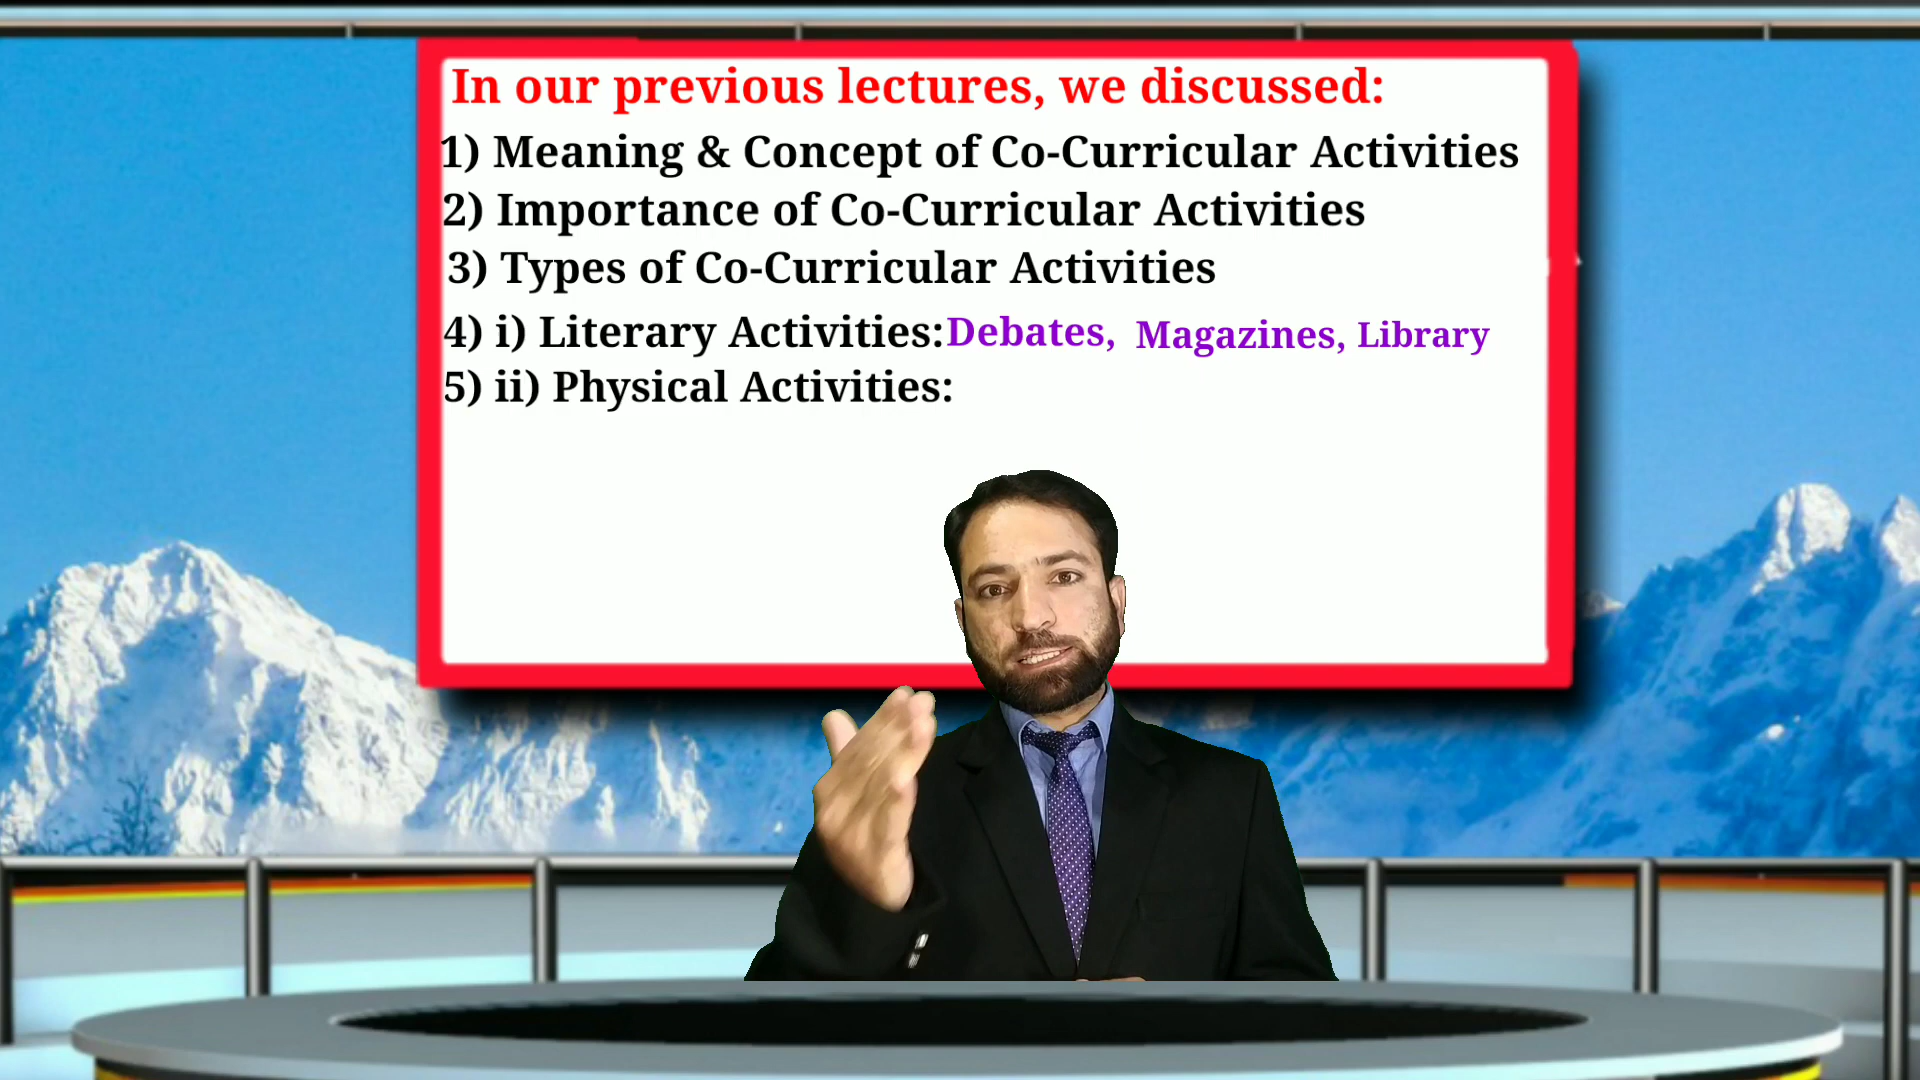 In our previous lectures, we discussed:
1) Meaning & Concept of Co-Curricular Activities
2) Importance of Co-Curricular Activities
3) Types of Co-Curricular Activities
4) i) Literary Activities:Debates, Magazines, Library
5) ii) Physical Activities: